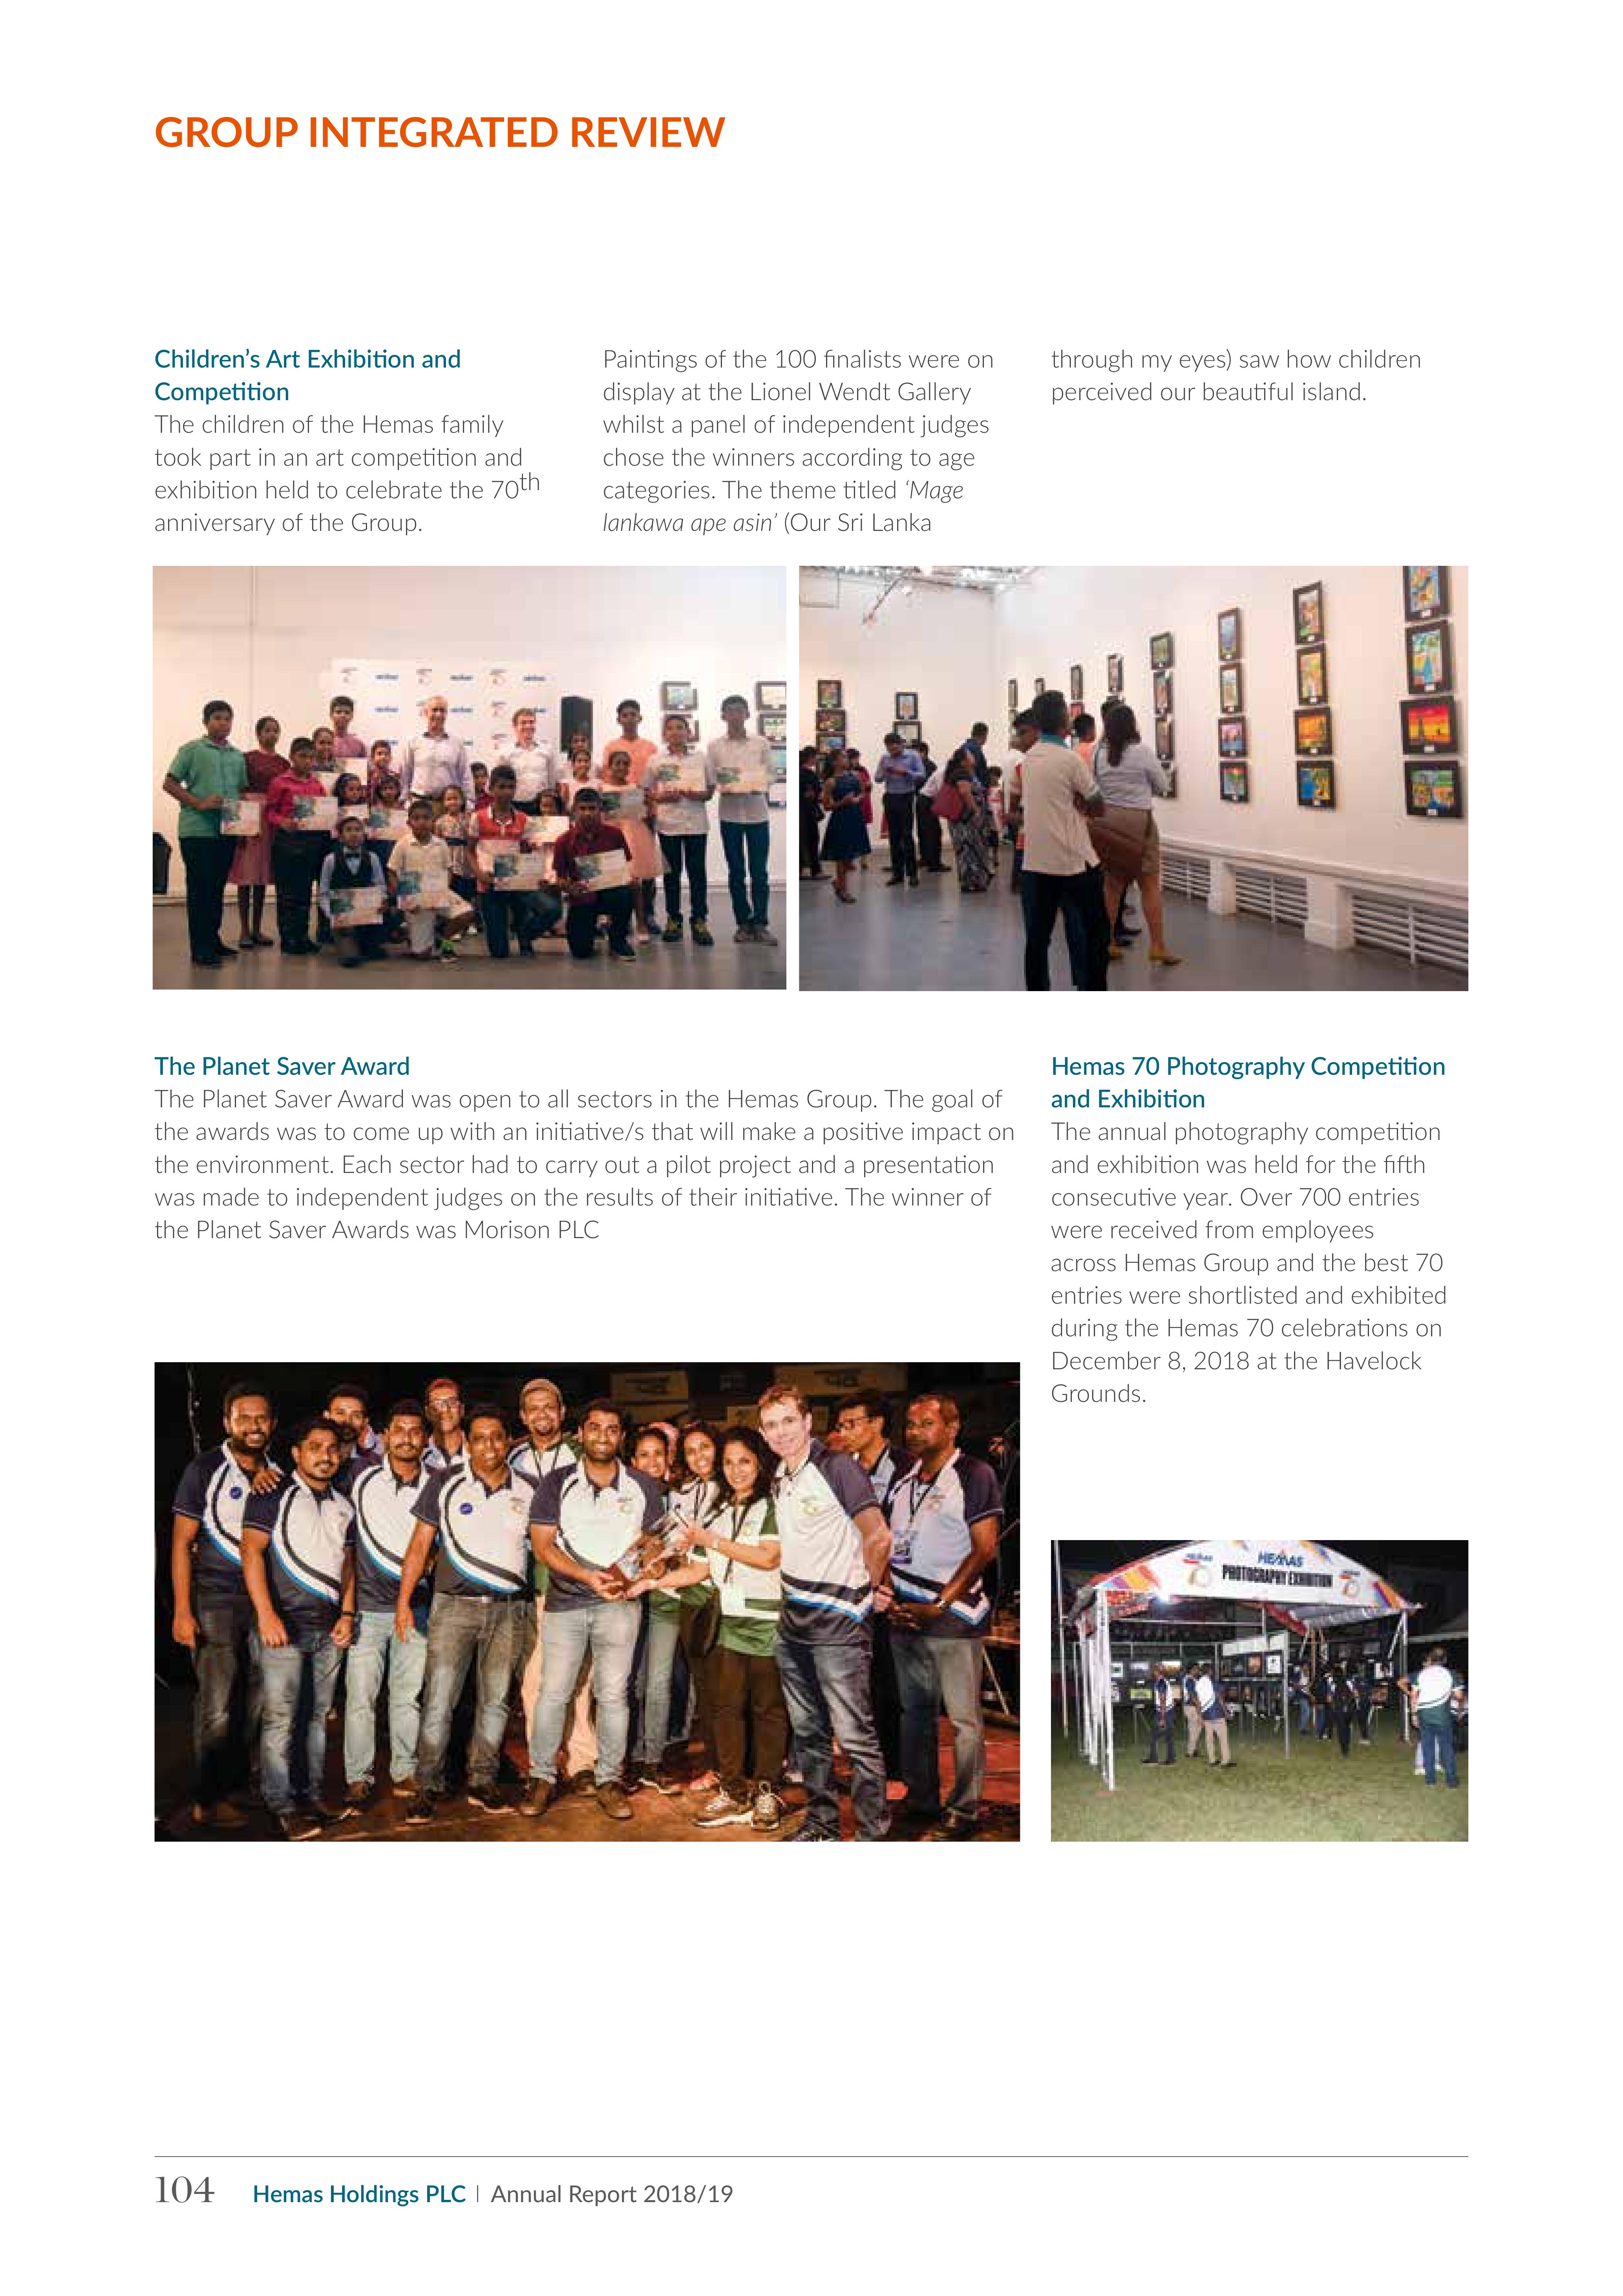 GROUP INTEGRATED REVIEW
Children's Art Exhibition and
Competition
The children of the Hemas family
took part in an art competition and
exhibition held to celebrate the 70th
anniversary of the Group.
Paintings of the 100 finalists were on
display at the Lionel Wendt Gallery
whilst a panel of independent judges
chose the winners according to age
categories. The theme titled ‘Mage
lankawa ape asin’ (Our Sri Lanka
through my eyes) saw how children
perceived our beautiful island.
The Planet Saver Award
The Planet Saver Award was open to all sectors in the Hemas Group. The goal of
the awards was to come up with an initiative/s that will make a positive impact on
the environment. Each sector had to carry out a pilot project and a presentation
was made to independent judges on the results of their initiative. The winner of
the Planet Saver Awards was Morison PLC
Hemas 70 Photography Competition
and Exhibition
The annual photography competition
and exhibition was held for the fifth
consecutive year. Over 700 entries
were received from employees
across Hemas Group and the best 70
entries were shortlisted and exhibited
during the Hemas 70 celebrations on
December 8, 2018 at the Havelock
Grounds.
HEMAS
PHOTOGRAPHY EXHIBITION
104 Hemas Holdings PLC | Annual Report 2018/19